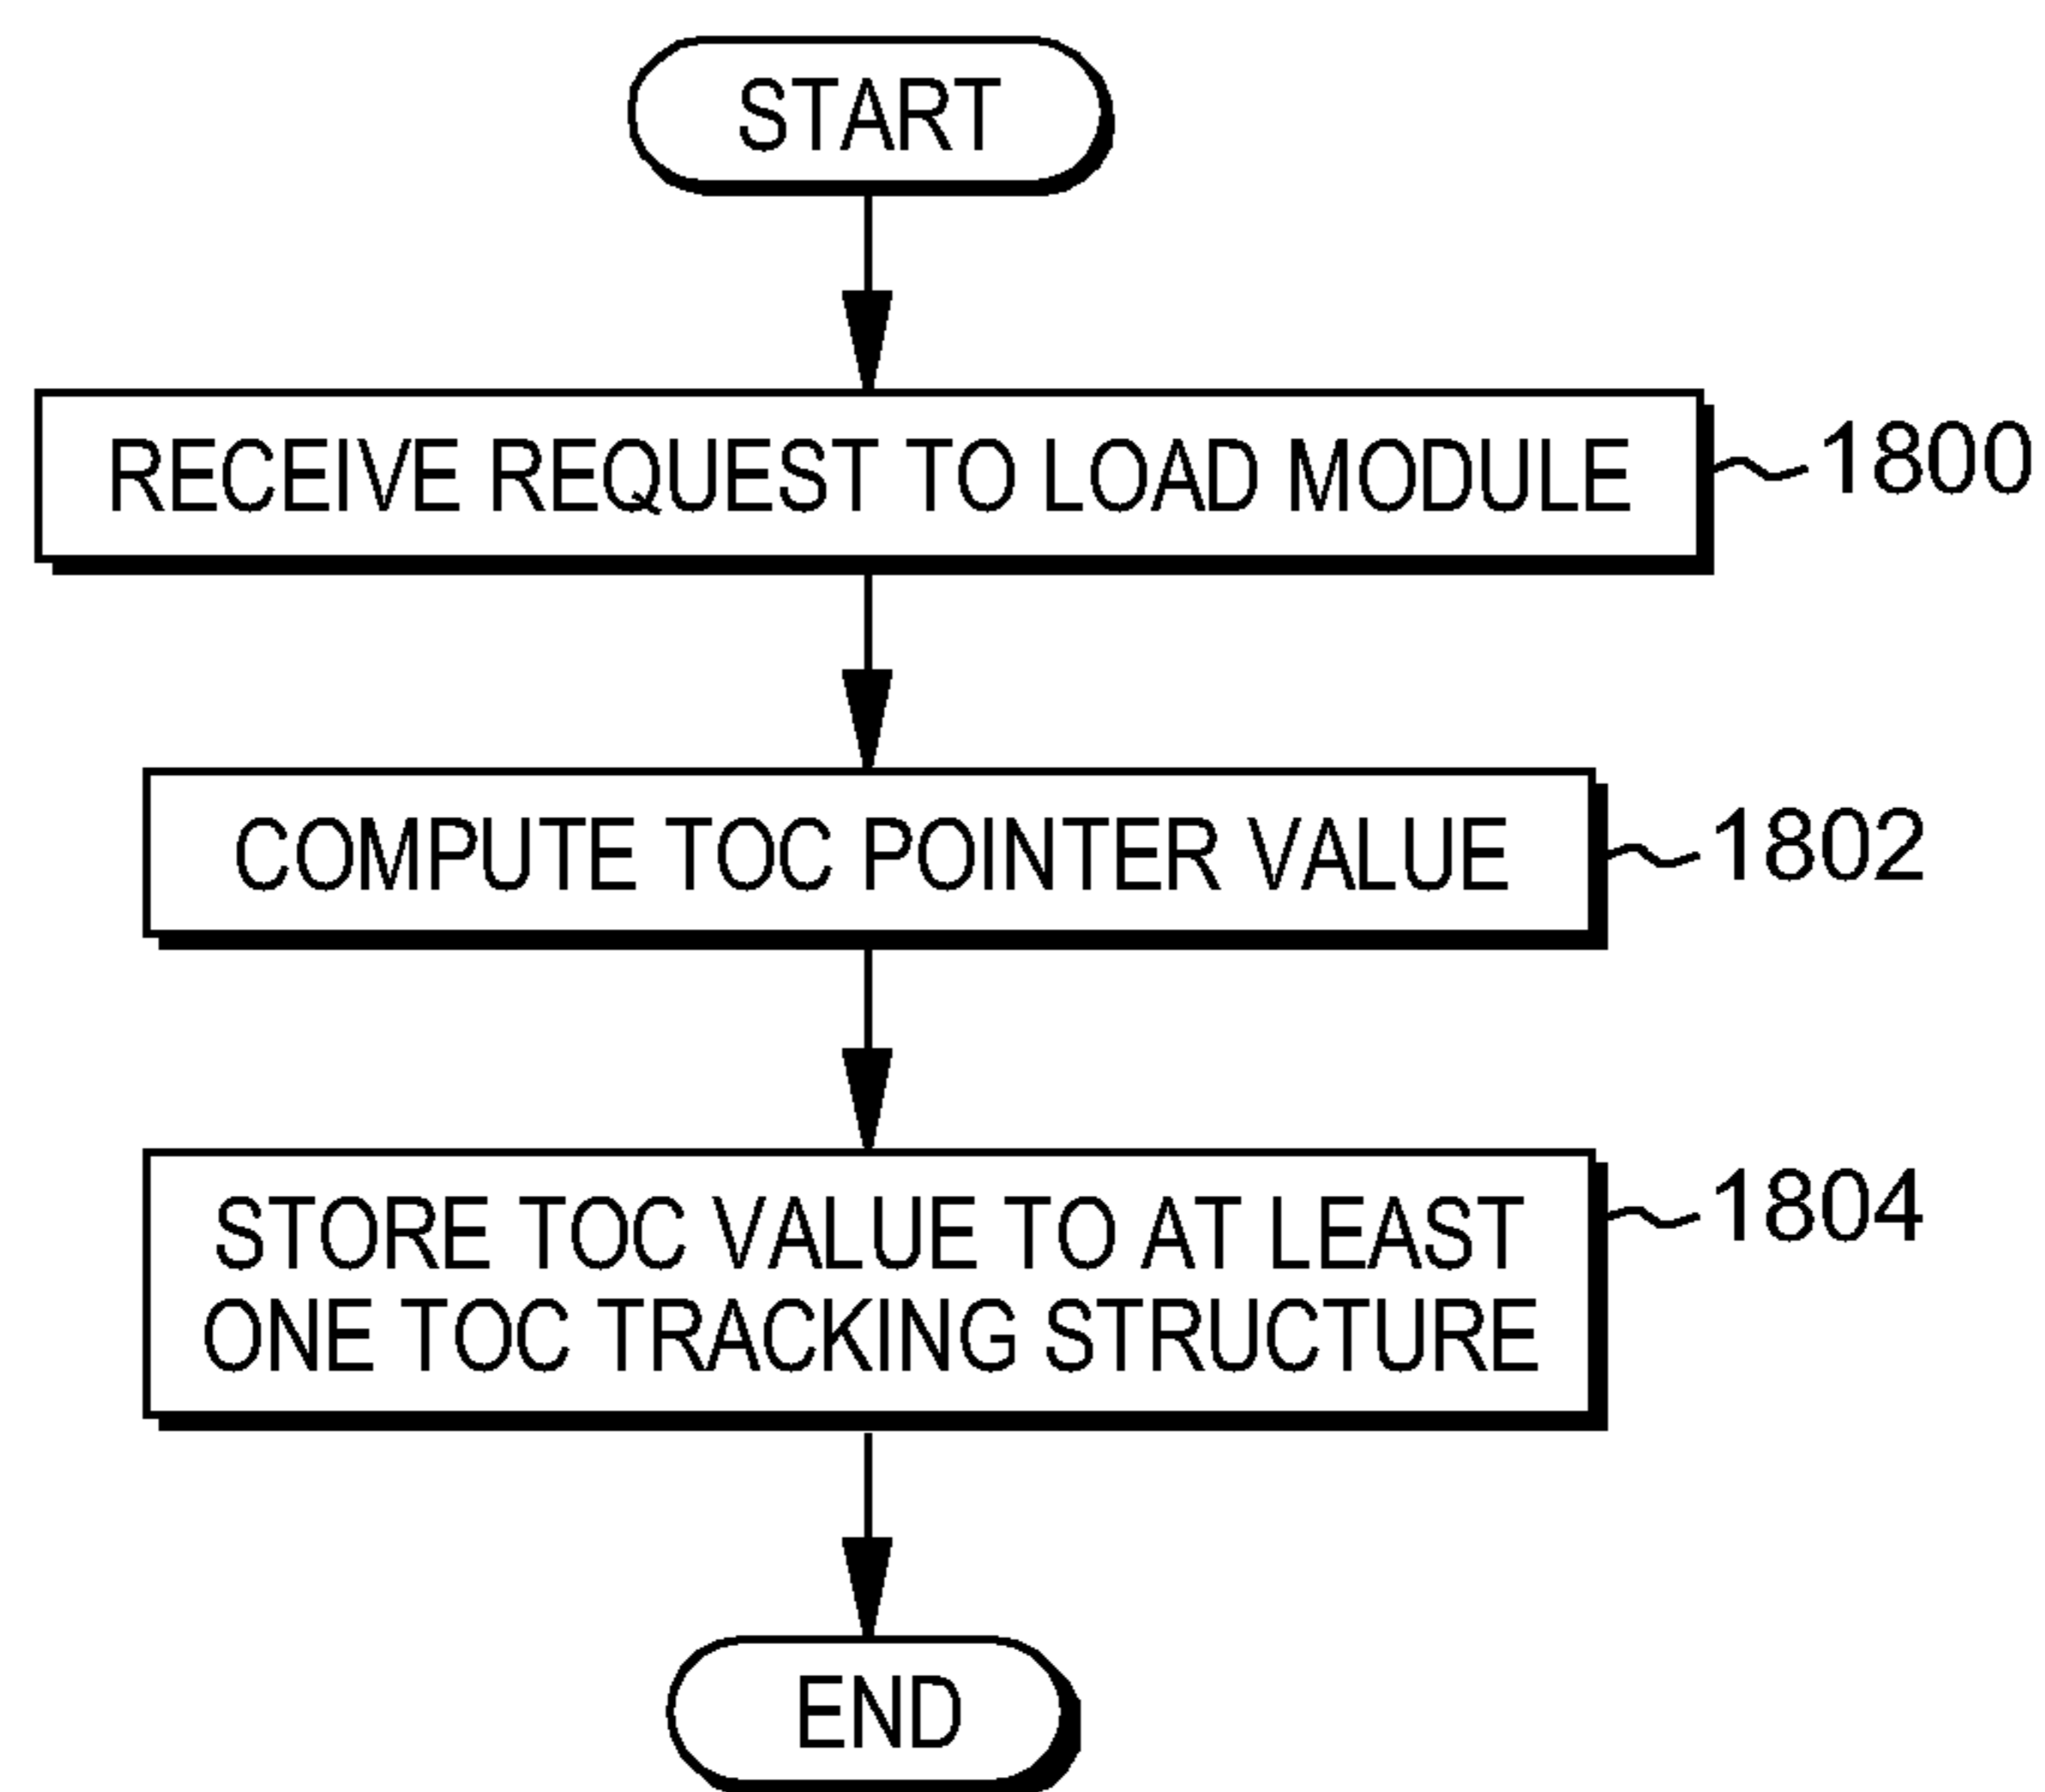 START
RECEIVE REQUEST TO LOAD MODULE
1800
COMPUTE TOC POINTER VALUE
1802
STORE TOC VALUE TO AT LEAST
ONE TOC TRACKING STRUCTURE
1804
END